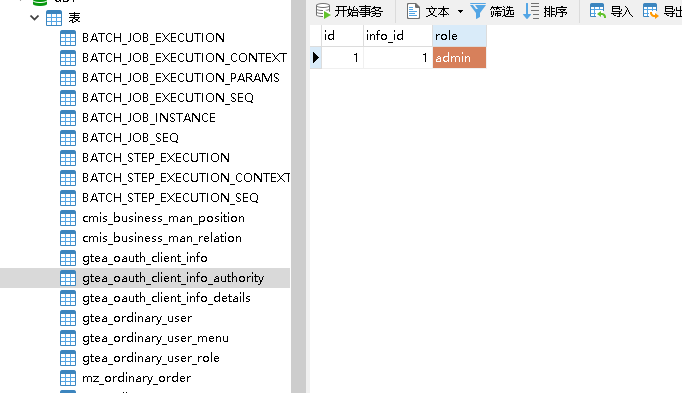 表
BATCH_JOB_EXECUTION
BATCH_JOB_EXECUTION_CONTEXT
BATCH_JOB_EXECUTION_PARAMS
BATCH_JOB_EXECUTION_SEQ
BATCH_JOB_INSTANCE
BATCH_JOB_SEQ
BATCH_STEP_EXECUTION
BATCH_STEP_EXECUTION_CONTEXT
BATCH_STEP_EXECUTION_SEQ
cmis_business_man_position
cmis_business_man_relation
gtea_oauth_client_info
gtea_oauth_client_info_authority
gtea_oauth_client_info_details
gtea_ordinary_user
gtea_ordinary_user_menu
gtea_ordinary_user_role
mz_ordinary_order
开始事务 文本 筛选 排序 导入 导出
id info_id role
1 1 admin